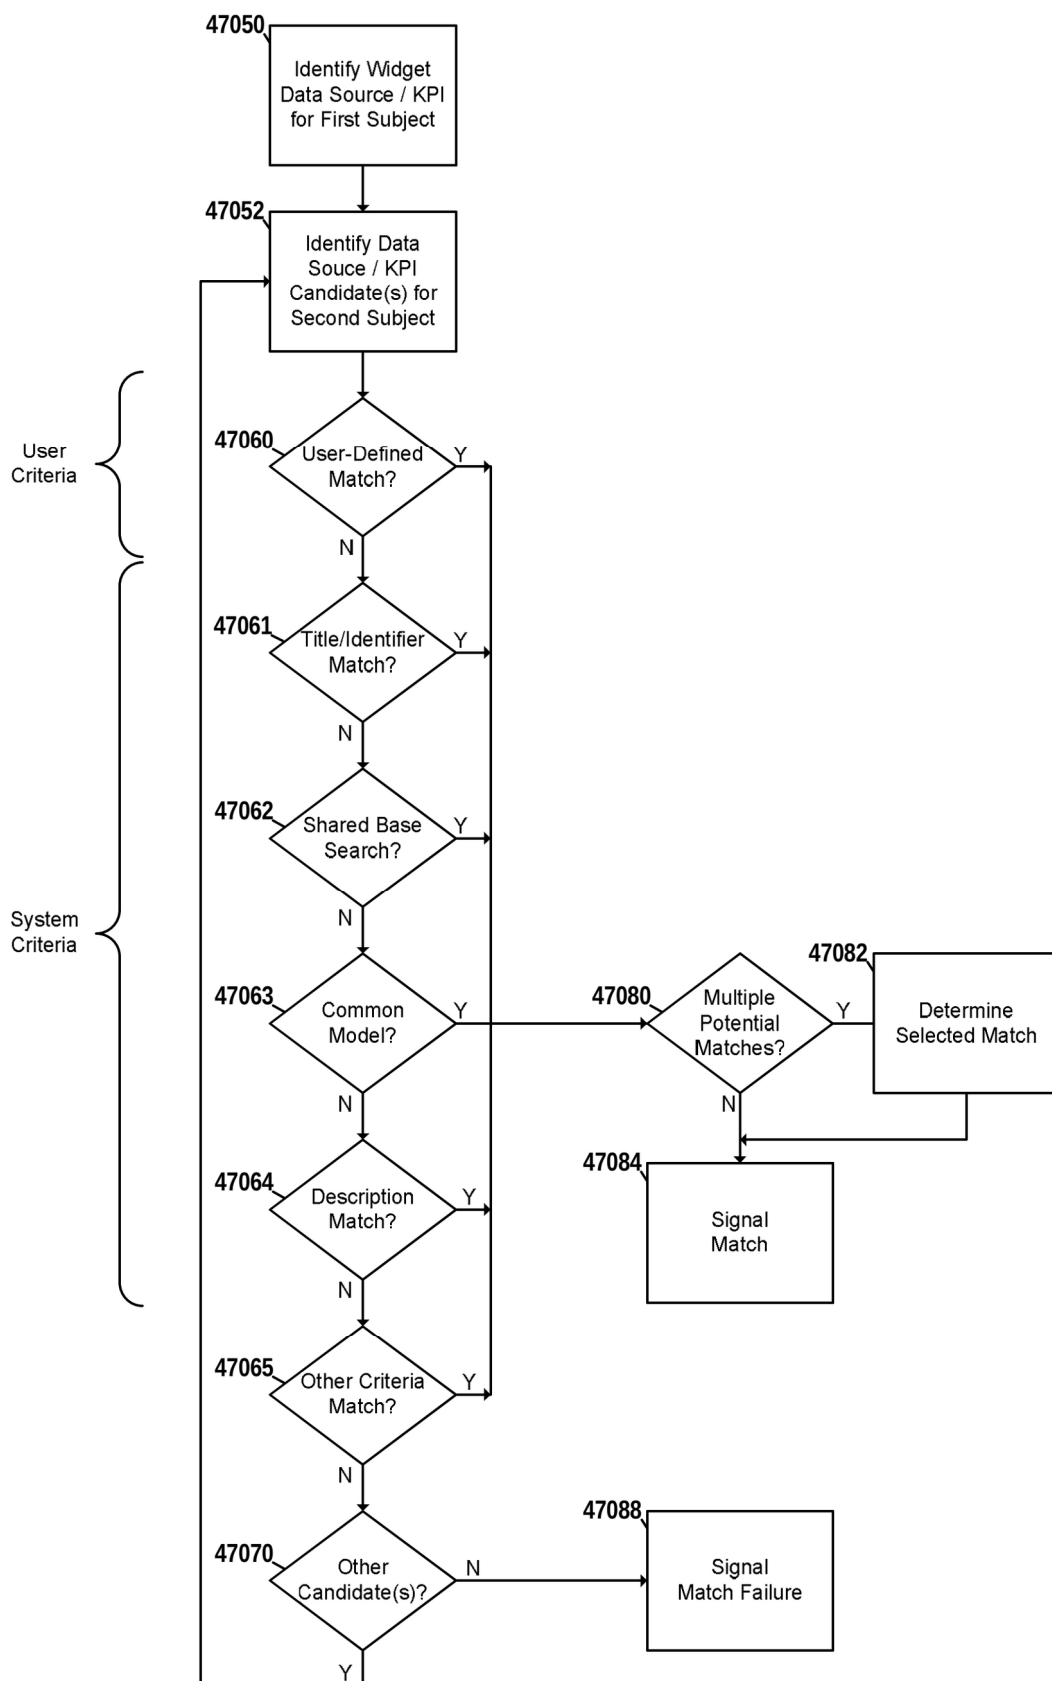 47050
Identify Widget
Data Source / KPI
for First Subject
47052
Identify Data
Souce / KPI
Candidate(s) for
Second Subject
User
Criteria
47060
User-Defined
Match?
Y
N
47061
Title/Identifier
Match?
Y
N
47062
Shared Base
Search?
Y
N
System
Criteria
47063
Common
Model?
Y
N
47080
Multiple
Potential
Matches?
Y
N
47082
Determine
Selected Match
47084
Signal
Match
47064
Description
Match?
Y
N
47065
Other Criteria
Match?
Y
N
47070
Other
Candidate(s)?
N
Y
47088
Signal
Match Failure